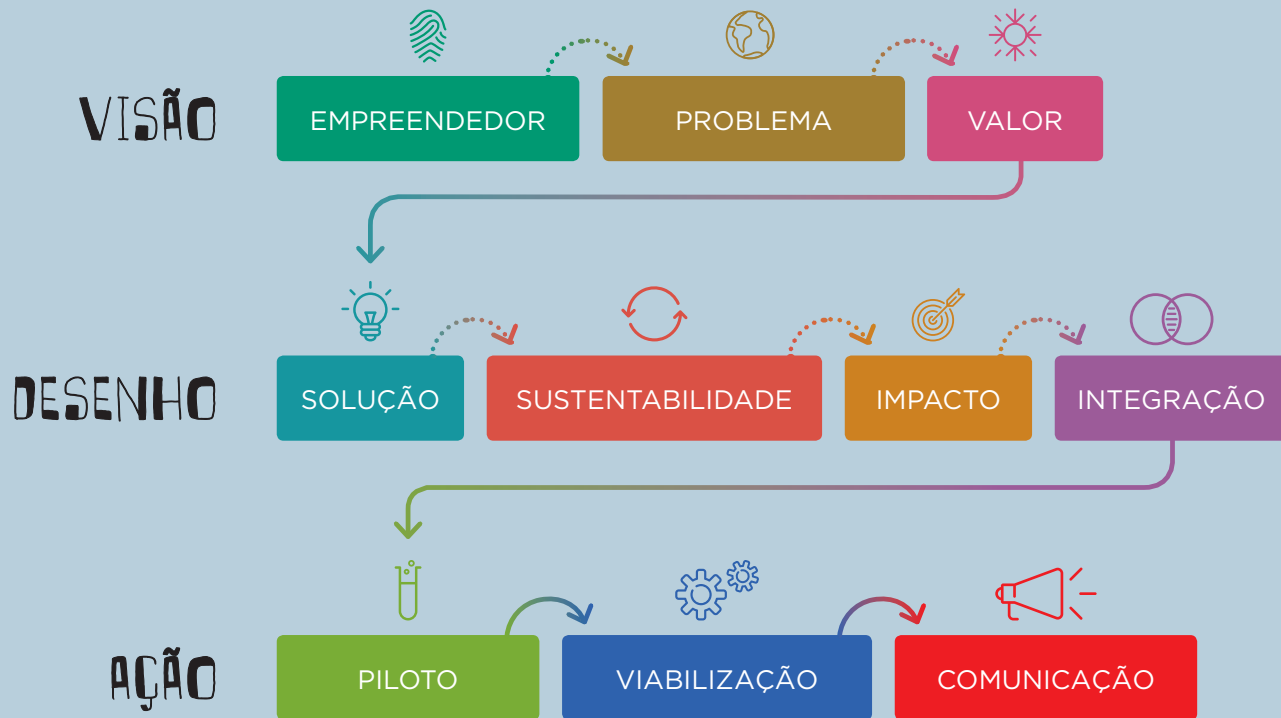 VISÃO
EMPREENDEDOR
PROBLEMA
VALOR
DESENHO
SOLUÇÃO
SUSTENTABILIDADE
IMPACTO
INTEGRAÇÃO
AÇÃO
PILOTO
VIABILIZAÇÃO
COMUNICAÇÃO